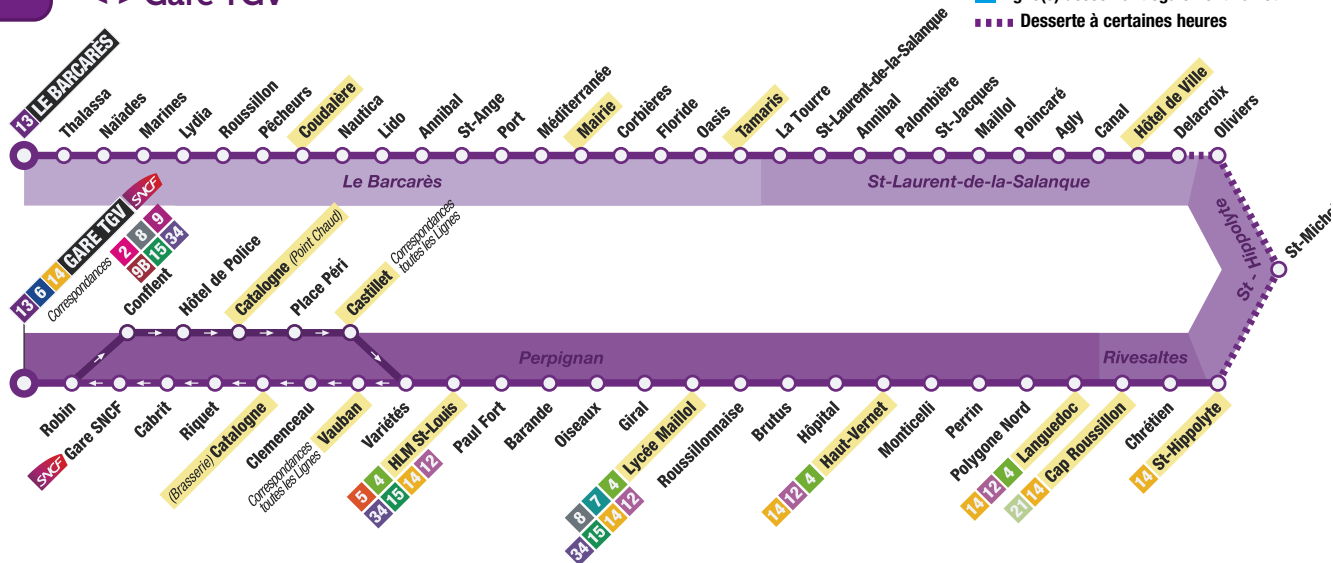 <> Gare TGV
Desserte à certaines heures
13 LE BARCARÈS
Thalassa
Naïades
Marines
Lydia
Roussillon
Pêcheurs
Coudalère
Nautica
Lido
Annibal
St-Ange
Port
Méditerranée
Mairie
Corbières
Floride
Oasis
Tamaris
La Tourre
St-Laurent-de-la-Salanque
Annibal
Palombière
St-Jacques
Maillol
Poincaré
Agly
Canal
Hôtel de Ville
Delacroix
Oliviers
Le Barcarès
St-Laurent-de-la-Salanque
St - Hippolyte
St-Michel
13 6 14 GARE TGV SNCF
Correspondances 2 8 9
9B 15 34
Conflent
Hôtel de Police
Catalogne (Point Chaud)
Place Péri
Castillet Correspondances
toutes les Lignes
Perpignan
Rivesaltes
Robin
SNCF Gare SNCF
Cabrit
Riquet
(Brasserie) Catalogne
Clemenceau
Correspondances
toutes les Lignes Vauban
Variétés
5 4 HLM St-Louis
34 15 14 12
Paul Fort
Barande
Oiseaux
Giral
8 7 4 Lycée Maillol
34 15 14 12
Roussillonnaise
Brutus
Hôpital
14 12 4 Haut-Vernet
Monticelli
Perrin
Polygone Nord
14 12 4 Languedoc
21 14 Cap Roussillon
Chrétien
14 St-Hippolyte